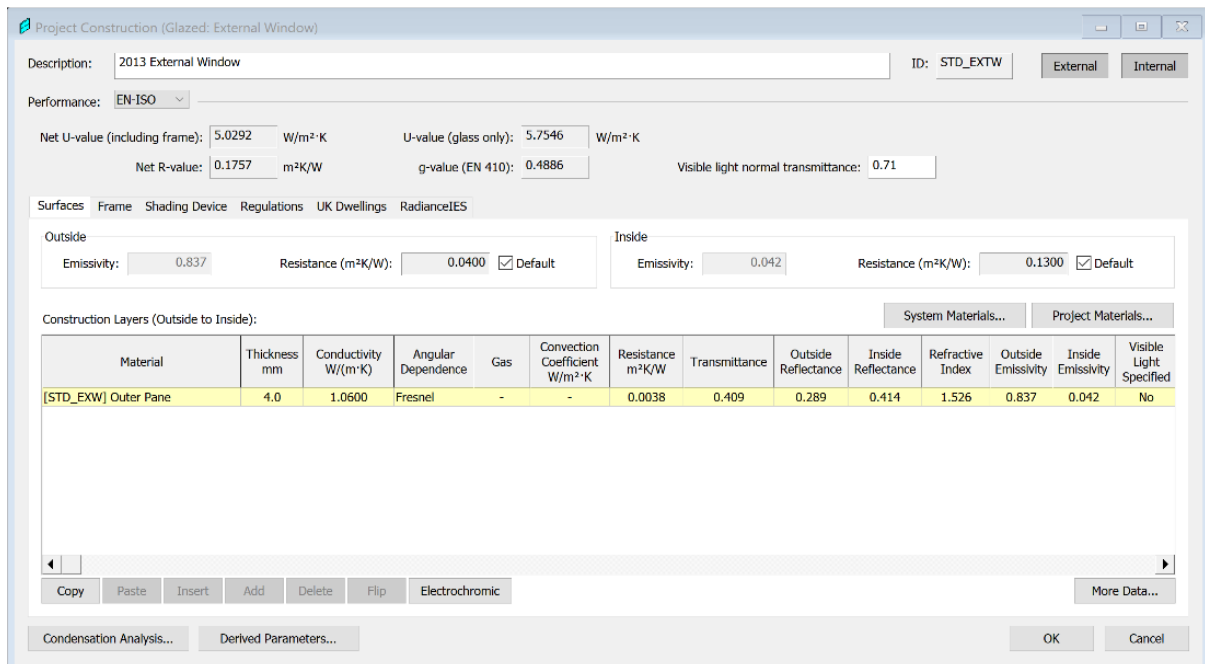 Project Construction (Glazed: External Window)
Description: 2013 External Window ID: STD_EXTW External Internal
Performance: EN-ISO
Net U-value (including frame): 5.0292 W/m²·K U-value (glass only): 5.7546 W/m²·K
Net R-value: 0.1757 m²K/W g-value (EN 410): 0.4886 Visible light normal transmittance: 0.71
Surfaces Frame Shading Device Regulations UK Dwellings RadianceIES
Outside Inside
Emissivity: 0.837 Resistance (m²K/W): 0.0400 Default Emissivity: 0.042 Resistance (m²K/W): 0.1300 Default
System Materials... Project Materials...
Construction Layers (Outside to Inside):
Material Thickness mm Conductivity W/(m·K) Angular Dependence Gas Convection Coefficient W/m²·K Resistance m²K/W Transmittance Outside Reflectance Inside Reflectance Refractive Index Outside Emissivity Inside Emissivity Visible Light Specified
[STD_EXW] Outer Pane 4.0 1.0600 Fresnel - - 0.0038 0.409 0.289 0.414 1.526 0.837 0.042 No
Copy Paste Insert Add Delete Flip Electrochromic More Data...
Condensation Analysis... Derived Parameters... OK Cancel